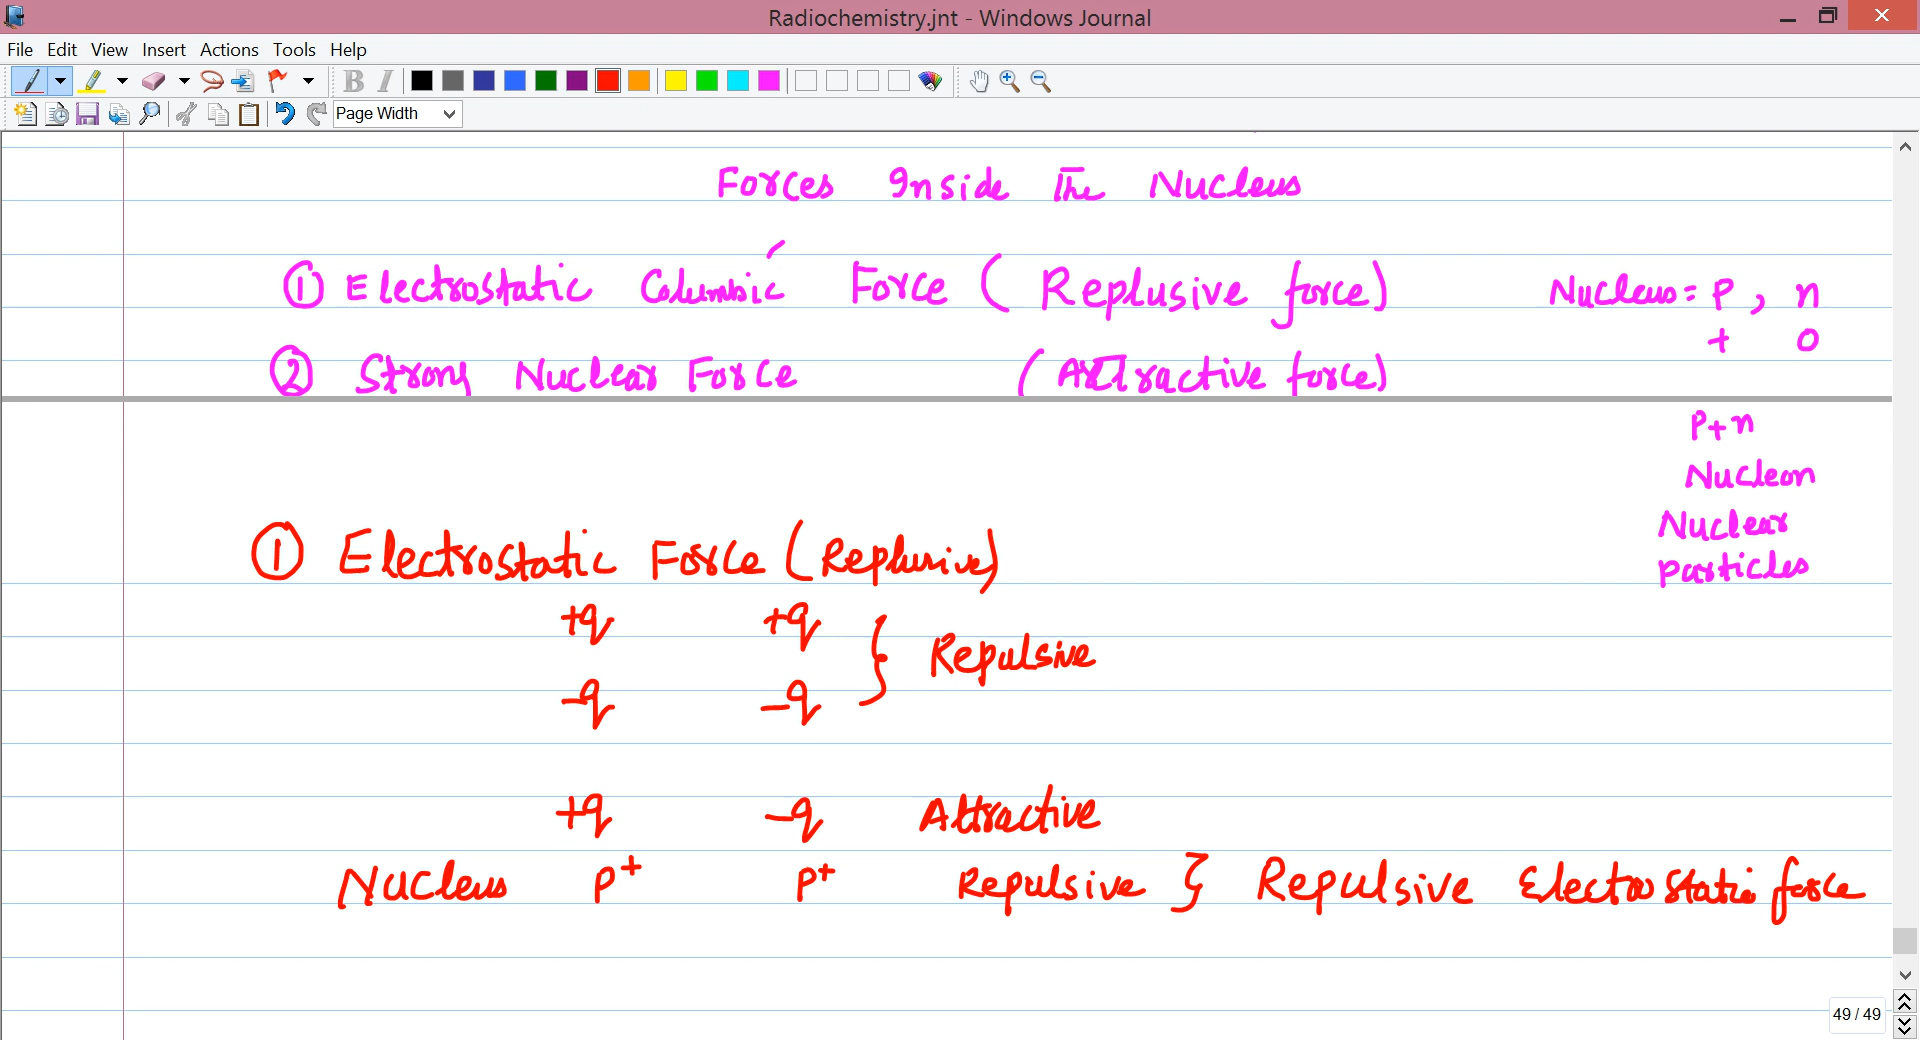 Radiochemistry.jnt - Windows Journal
File Edit View Insert Actions Tools Help
B I
Page Width
Forces Inside The Nucleus
① Electrostatic Columbic Force ( Replusive force) Nucleus = P , n
+ 0
② Strong Nuclear Force ( Attractive force)
P+n
Nucleon
Nuclear
Particles
① Electrostatic Force ( Replusive)
+q +q
-q -q } Repulsive
+q -q Attractive
Nucleus P+ P+ Repulsive } Repulsive Electrostatic force
49 / 49